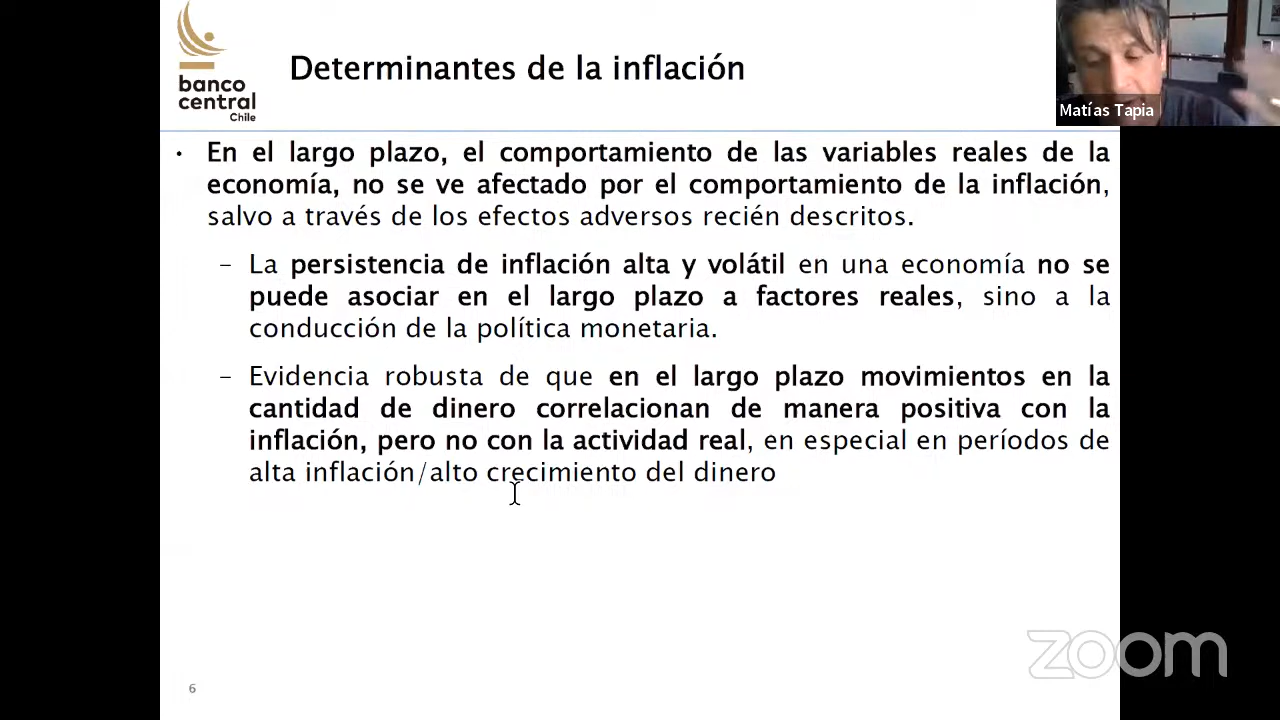 banco
central
Chile
Determinantes de la inflación
Matías Tapia
• En el largo plazo, el comportamiento de las variables reales de la
economía, no se ve afectado por el comportamiento de la inflación,
salvo a través de los efectos adversos recién descritos.
– La persistencia de inflación alta y volátil en una economía no se
puede asociar en el largo plazo a factores reales, sino a la
conducción de la política monetaria.
– Evidencia robusta de que en el largo plazo movimientos en la
cantidad de dinero correlacionan de manera positiva con la
inflación, pero no con la actividad real, en especial en períodos de
alta inflación/alto crecimiento del dinero
zoom
6